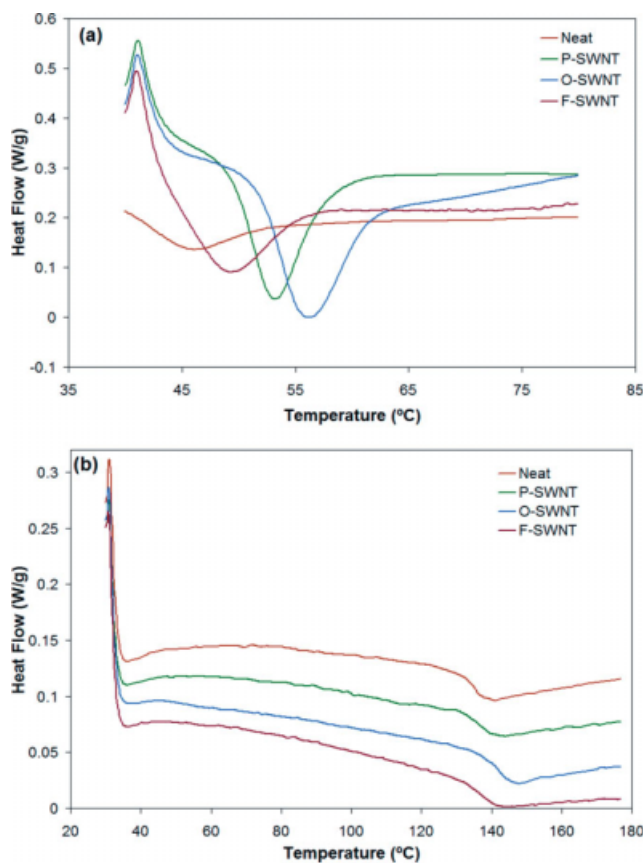 (a)
0.6
0.5
0.4
0.3
0.2
0.1
0
-0.1
Heat Flow (W/g)
Neat
P-SWNT
O-SWNT
F-SWNT
35 45 55 65 75 85
Temperature (ºC)
(b)
0.3
0.25
0.2
0.15
0.1
0.05
0
Heat Flow (W/g)
Neat
P-SWNT
O-SWNT
F-SWNT
20 40 60 80 100 120 140 160 180
Temperature (ºC)